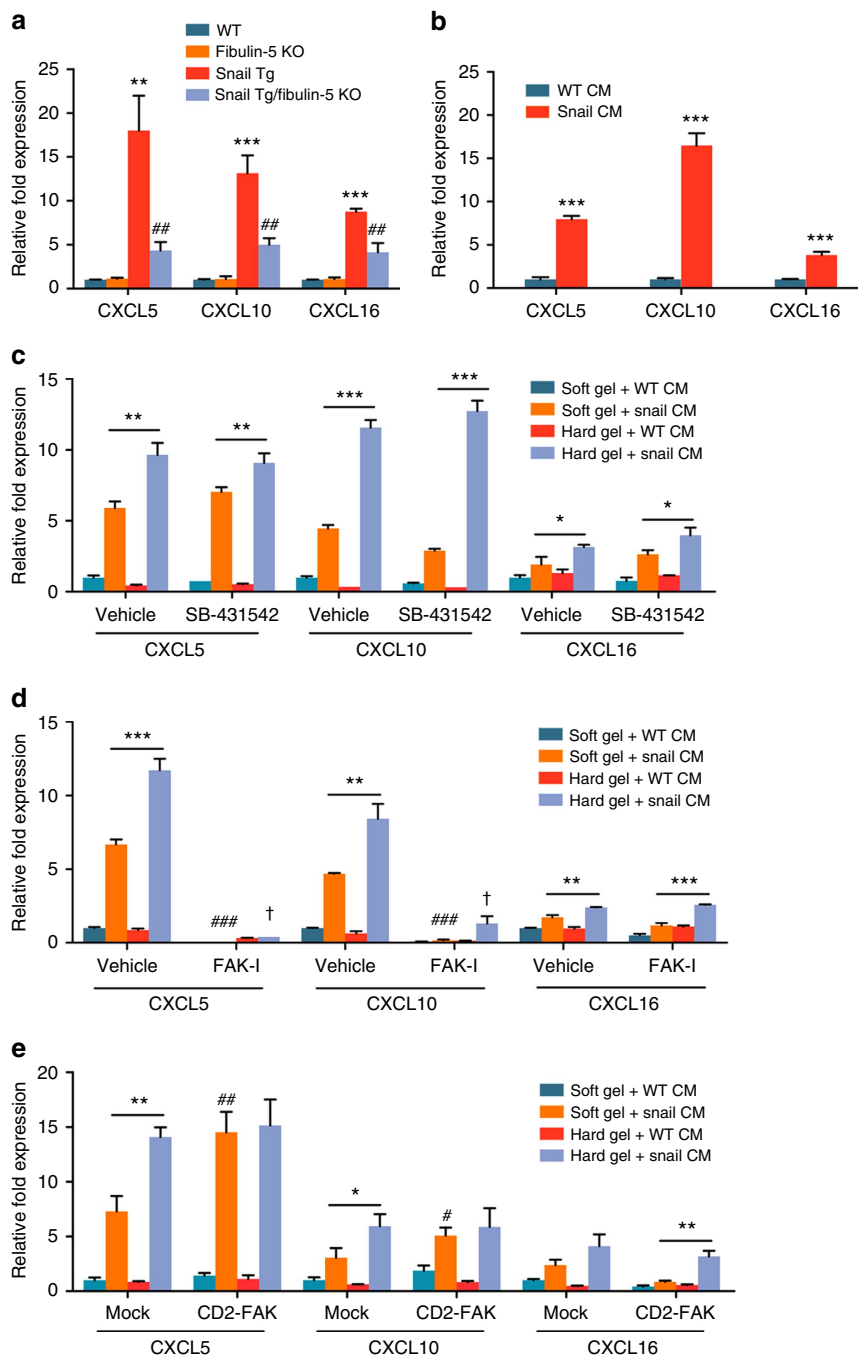 a
WT
Fibulin-5 KO
Snail Tg
Snail Tg/fibulin-5 KO
Relative fold expression
25
20
15
10
5
0
**
##
***
##
***
##
CXCL5 CXCL10 CXCL16
b
WT CM
Snail CM
Relative fold expression
25
20
15
10
5
0
***
***
***
CXCL5 CXCL10 CXCL16
c
Soft gel + WT CM
Soft gel + snail CM
Hard gel + WT CM
Hard gel + snail CM
Relative fold expression
15
10
5
0
** ** *** *** * *
Vehicle SB-431542 Vehicle SB-431542 Vehicle SB-431542
CXCL5 CXCL10 CXCL16
d
Soft gel + WT CM
Soft gel + snail CM
Hard gel + WT CM
Hard gel + snail CM
Relative fold expression
15
10
5
0
*** ### † ** ### † ** ***
Vehicle FAK-I Vehicle FAK-I Vehicle FAK-I
CXCL5 CXCL10 CXCL16
e
Soft gel + WT CM
Soft gel + snail CM
Hard gel + WT CM
Hard gel + snail CM
Relative fold expression
20
15
10
5
0
** ## * # **
Mock CD2-FAK Mock CD2-FAK Mock CD2-FAK
CXCL5 CXCL10 CXCL16